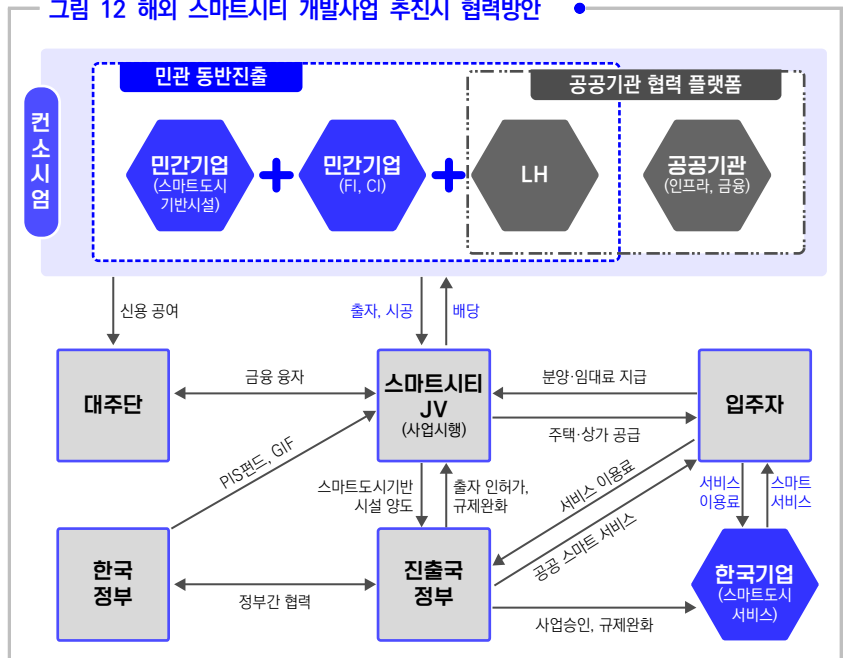 그림 12 해외 스마트시티 개발사업 추진시 협력방안
컨
소
시
엄
민관 동반진출
공공기관 협력 플랫폼
민간기업
(스마트도시
기반시설)
+
민간기업
(FI, CI)
+
LH
공공기관
(인프라, 금융)
신용 공여
출자, 시공
배당
대주단
금융 융자
스마트시티
JV
(사업시행)
분양·임대료 지급
주택·상가 공급
입주자
PIS펀드, GIF
스마트도시기반
시설 양도
출자 인허가,
규제완화
서비스 이용료
공공 스마트 서비스
서비스
이용료
스마트
서비스
한국
정부
정부간 협력
진출국
정부
사업승인, 규제완화
한국기업
(스마트도시
서비스)